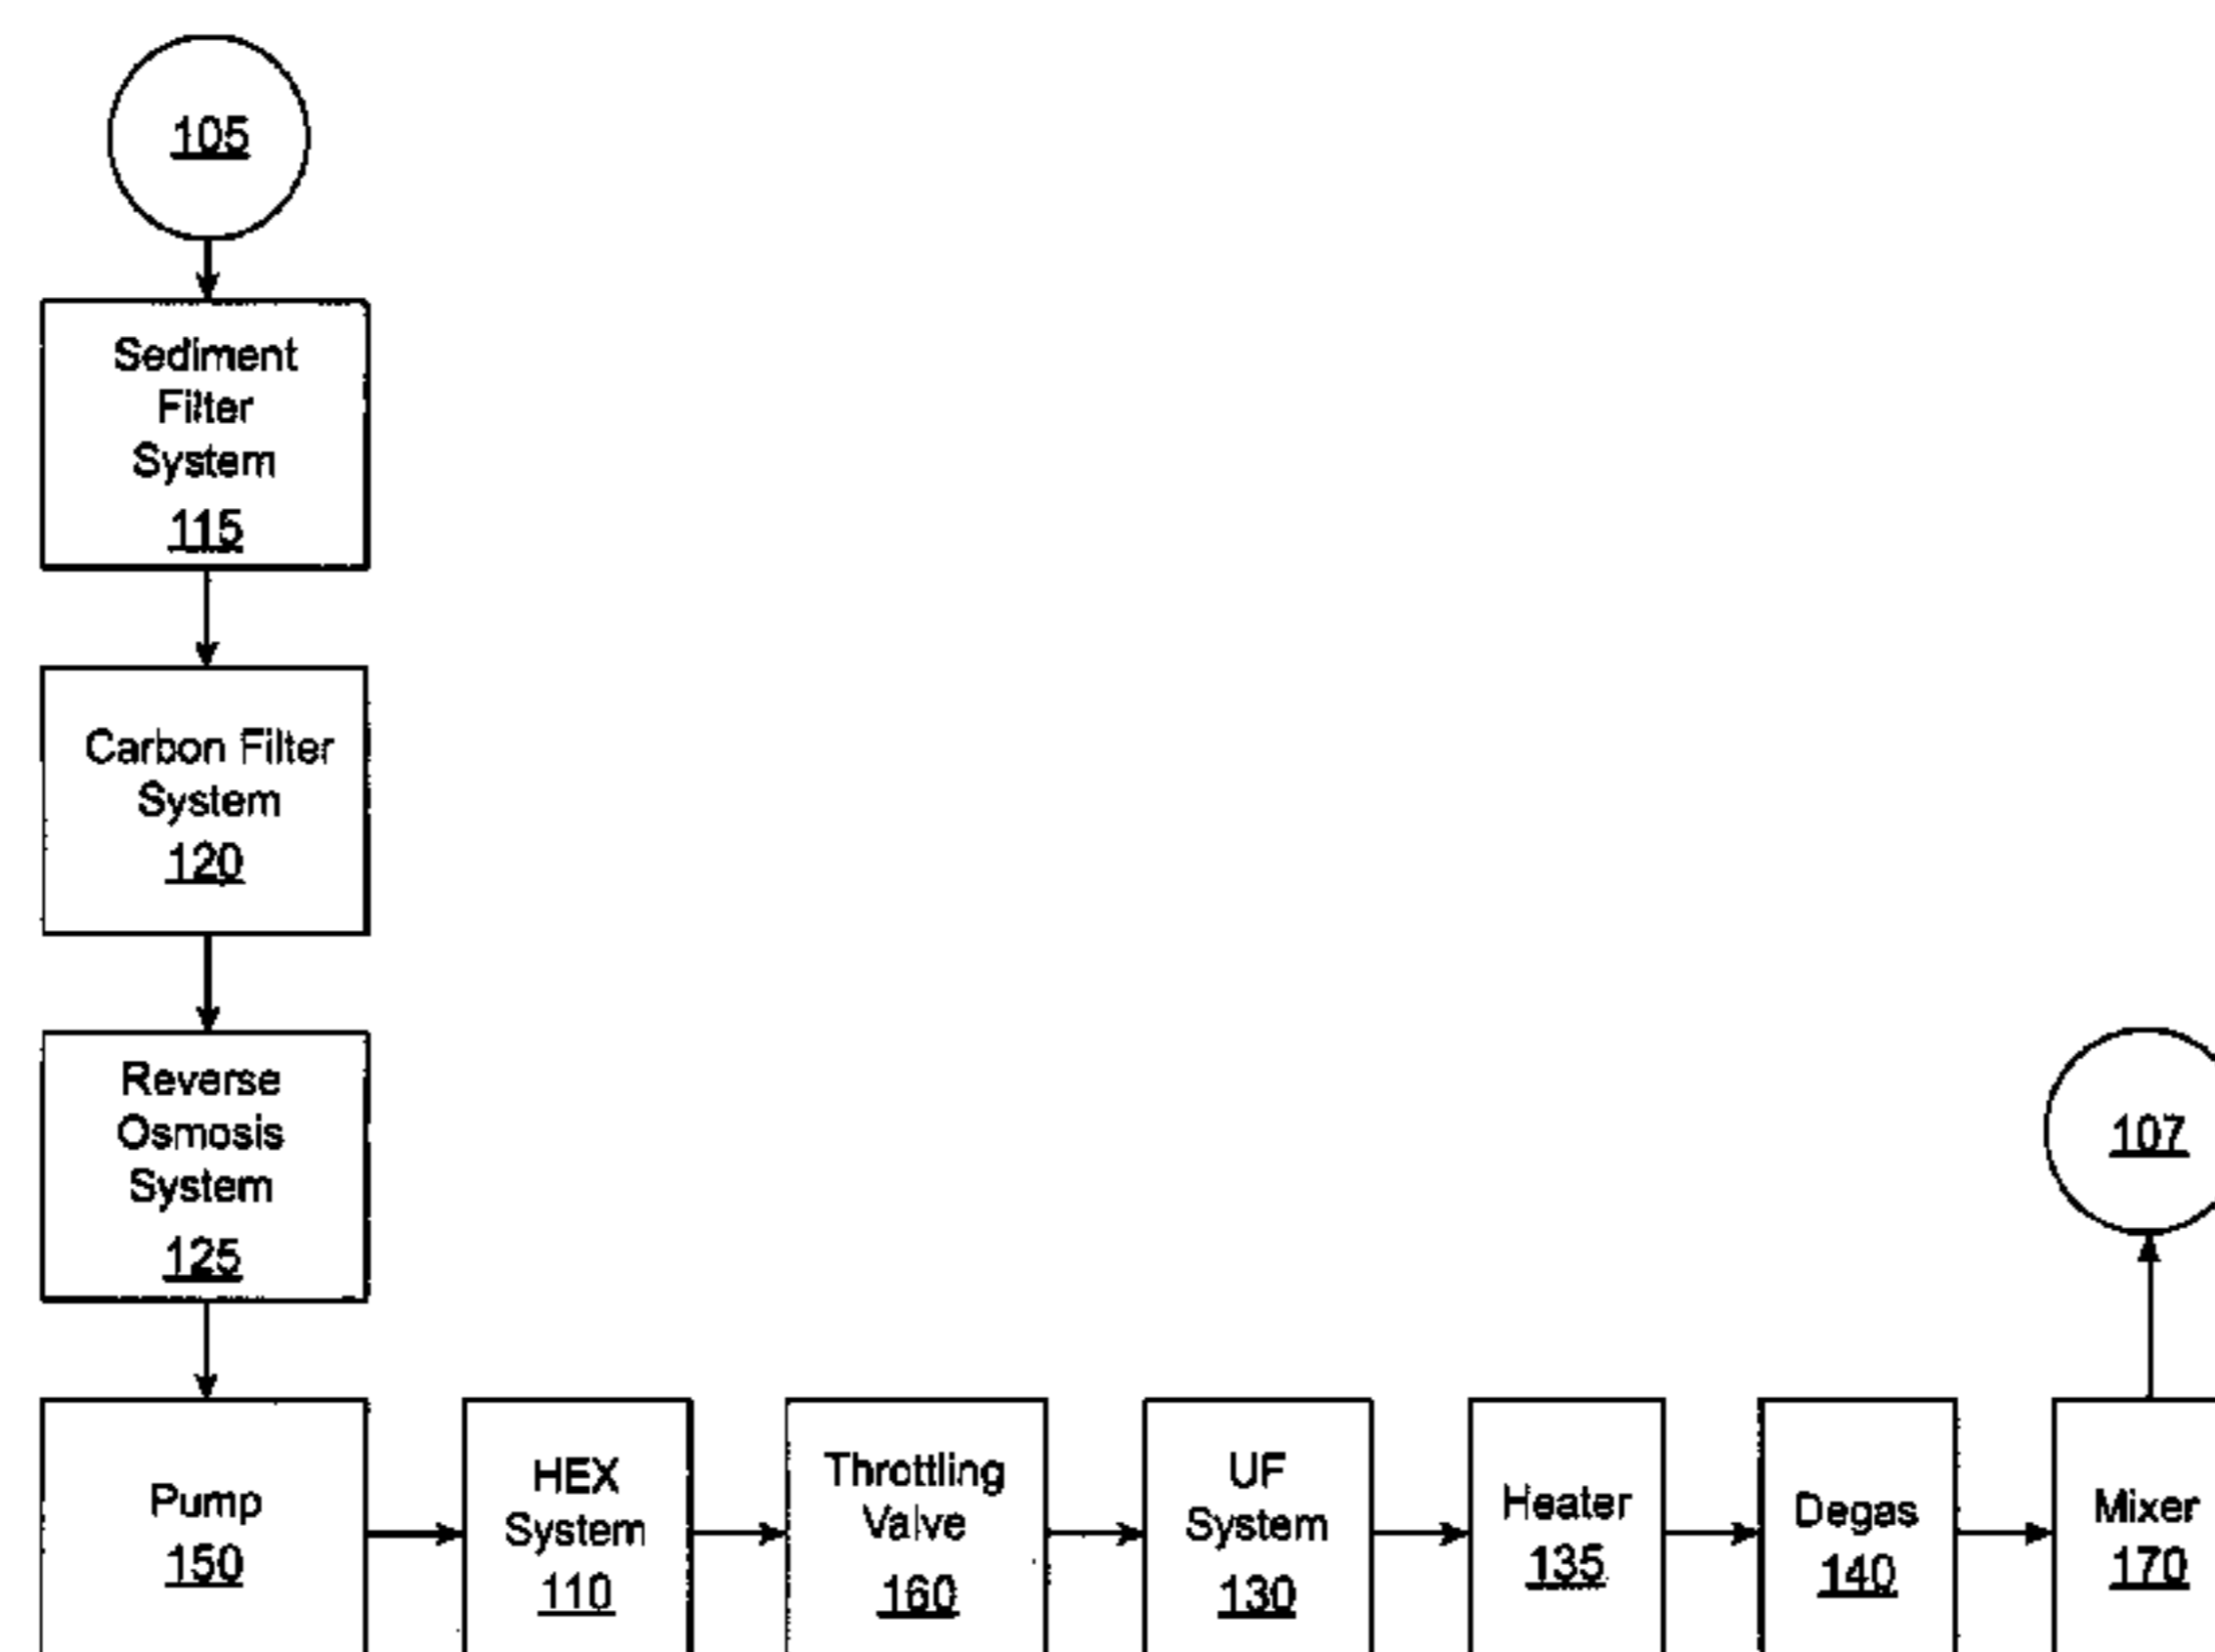 105
Sediment
Filter
System
115
Carbon Filter
System
120
Reverse
Osmosis
System
125
107
Pump
150
HEX
System
110
Throttling
Valve
160
UF
System
130
Heater
135
Degas
140
Mixer
170